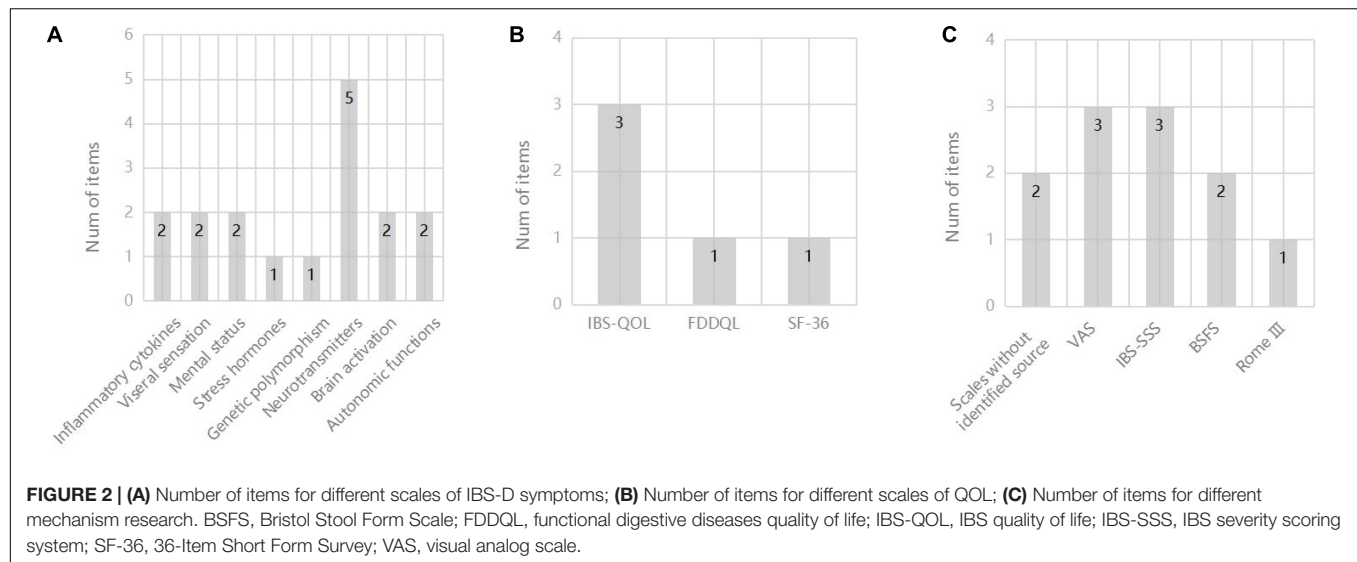 A
Num of items
6
5
4
3
2
1
0
2
2
2
1
1
5
2
2
Inflammatory cytokines
Viseral sensation
Mental status
Stress hormones
Genetic polymorphism
Neurotransmitters
Brain activation
Autonomic functions
B
Num of items
4
3
2
1
0
3
1
1
IBS-QOL
FDDQL
SF-36
C
Num of items
4
3
2
1
0
2
3
3
2
1
Scales without
identified source
VAS
IBS-SSS
BSFS
Rome III
FIGURE 2 | (A) Number of items for different scales of IBS-D symptoms; (B) Number of items for different scales of QOL; (C) Number of items for different
mechanism research. BSFS, Bristol Stool Form Scale; FDDQL, functional digestive diseases quality of life; IBS-QOL, IBS quality of life; IBS-SSS, IBS severity scoring
system; SF-36, 36-Item Short Form Survey; VAS, visual analog scale.